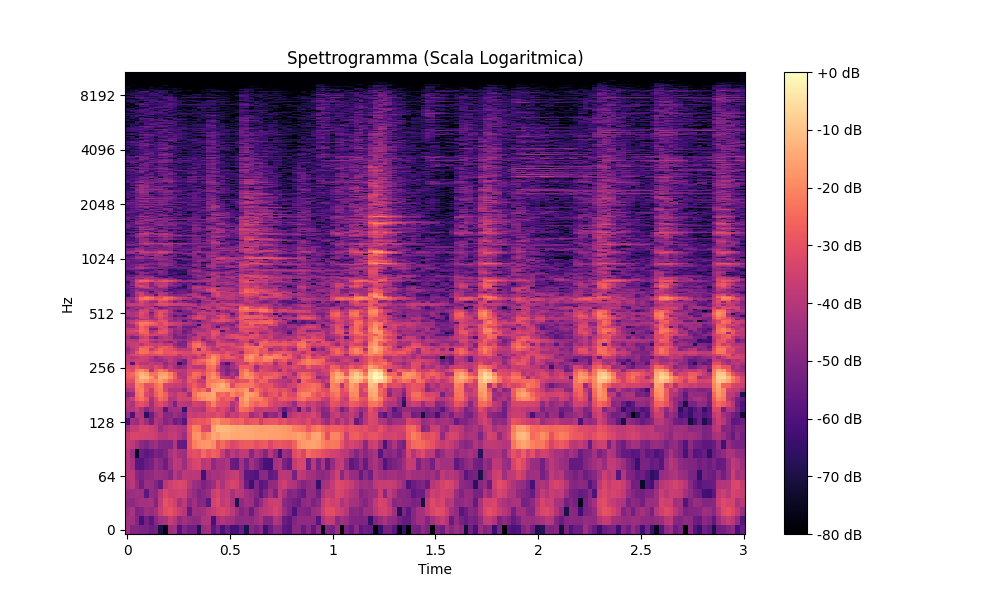 Spettrogramma (Scala Logaritmica)
8192
4096
2048
1024
512
256
128
64
0
Hz
0
0.5
1
1.5
2
2.5
3
Time
+0 dB
-10 dB
-20 dB
-30 dB
-40 dB
-50 dB
-60 dB
-70 dB
-80 dB